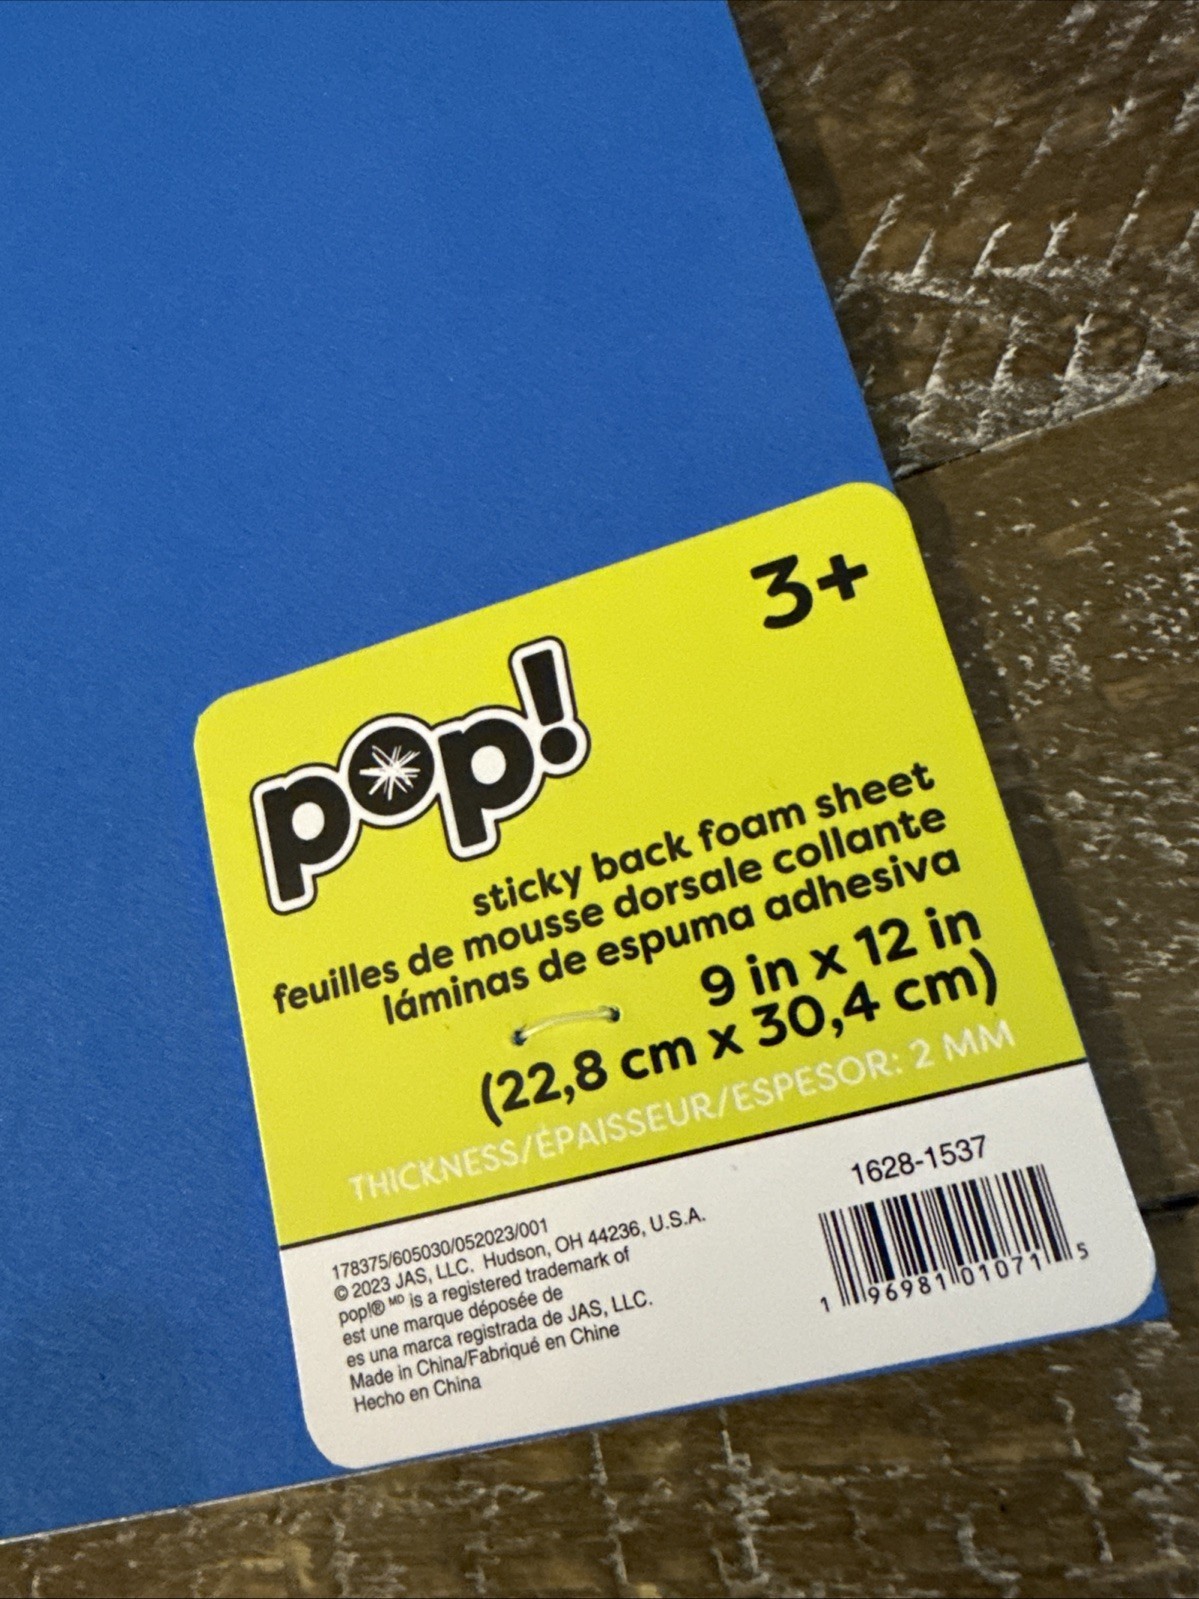 3+
pop!
sticky back foam sheet
feuilles de mousse dorsale collante
láminas de espuma adhesiva
9 in x 12 in
(22,8 cm x 30,4 cm)
THICKNESS/ÉPAISSEUR/ESPESOR: 2 MM
1628-1537
178375/605030/052023/001
© 2023 JAS, LLC. Hudson, OH 44236, U.S.A.
pop!® MD is a registered trademark of
est une marque déposée de
es una marca registrada de JAS, LLC.
Made in China/Fabriqué en Chine
Hecho en China
1 96981 01071 5